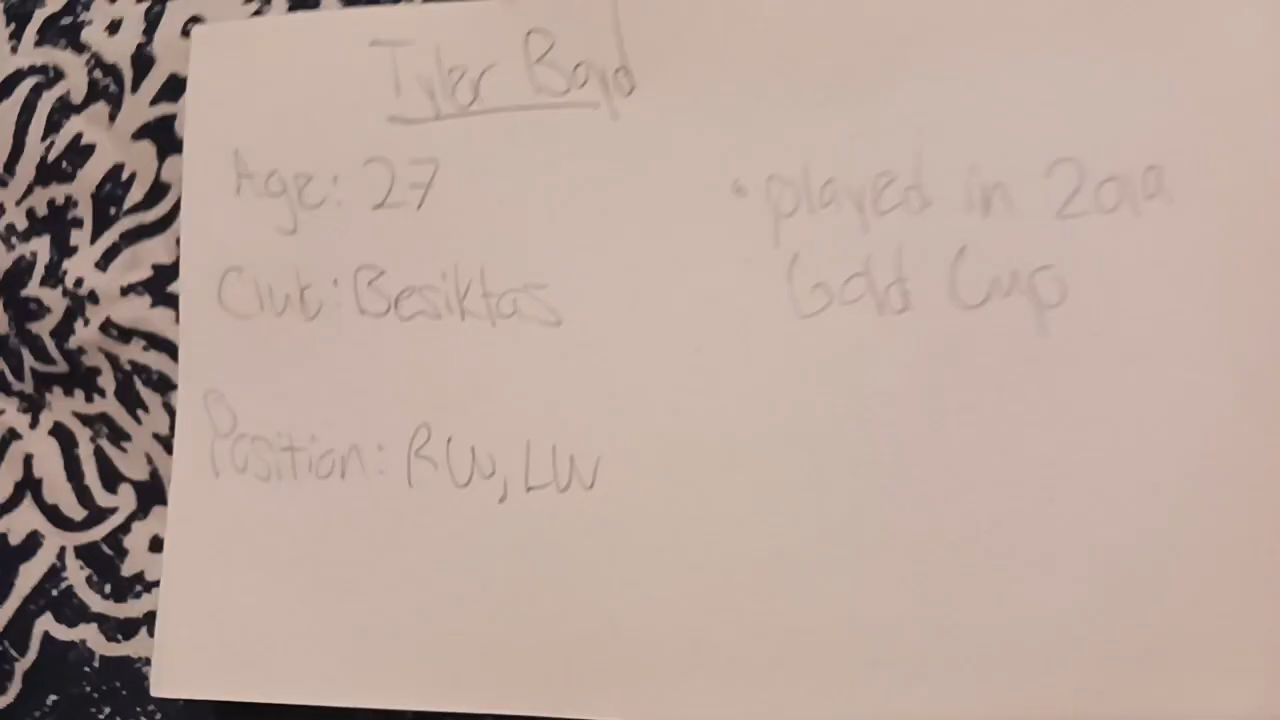 Tyler Boyd
Age: 27
Club: Besiktas
Position: RW, LW
• played in 2019
Gold Cup